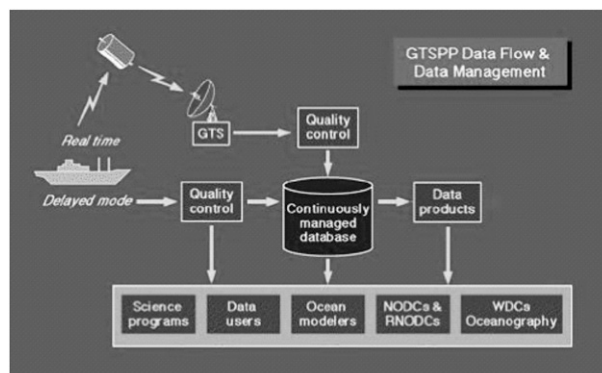 GTSPP Data Flow &
Data Management
Real time
GTS
Quality
control
Delayed mode
Quality
control
Continuously
managed
database
Data
products
Science
programs
Data
users
Ocean
modelers
NODCs &
RNODCs
WDCs
Oceanography